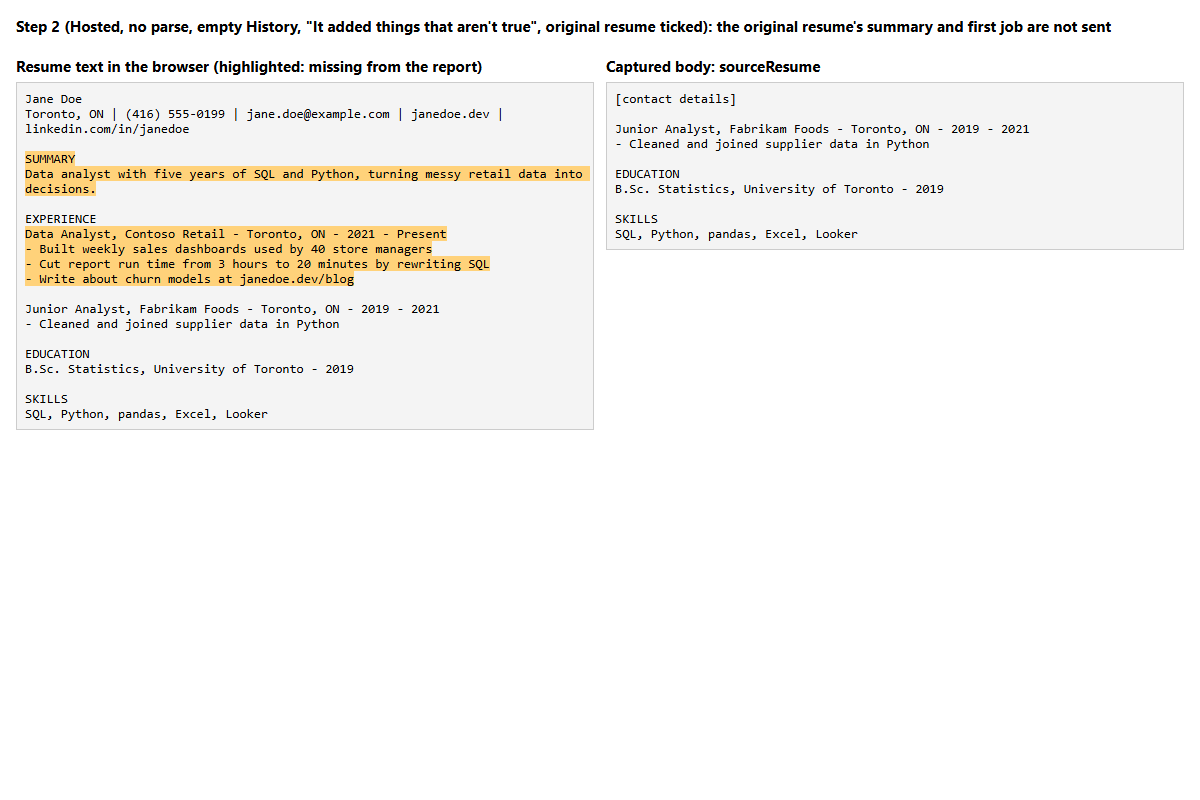 Step 2 (Hosted, no parse, empty History, "It added things that aren't true", original resume ticked): the original resume's summary and first job are not sent
Resume text in the browser (highlighted: missing from the report)
Jane Doe
Toronto, ON | (416) 555-0199 | jane.doe@example.com | janedoe.dev |
linkedin.com/in/janedoe
SUMMARY
Data analyst with five years of SQL and Python, turning messy retail data into
decisions.
EXPERIENCE
Data Analyst, Contoso Retail - Toronto, ON - 2021 - Present
- Built weekly sales dashboards used by 40 store managers
- Cut report run time from 3 hours to 20 minutes by rewriting SQL
- Write about churn models at janedoe.dev/blog
Junior Analyst, Fabrikam Foods - Toronto, ON - 2019 - 2021
- Cleaned and joined supplier data in Python
EDUCATION
B.Sc. Statistics, University of Toronto - 2019
SKILLS
SQL, Python, pandas, Excel, Looker
Captured body: sourceResume
[contact details]
Junior Analyst, Fabrikam Foods - Toronto, ON - 2019 - 2021
- Cleaned and joined supplier data in Python
EDUCATION
B.Sc. Statistics, University of Toronto - 2019
SKILLS
SQL, Python, pandas, Excel, Looker